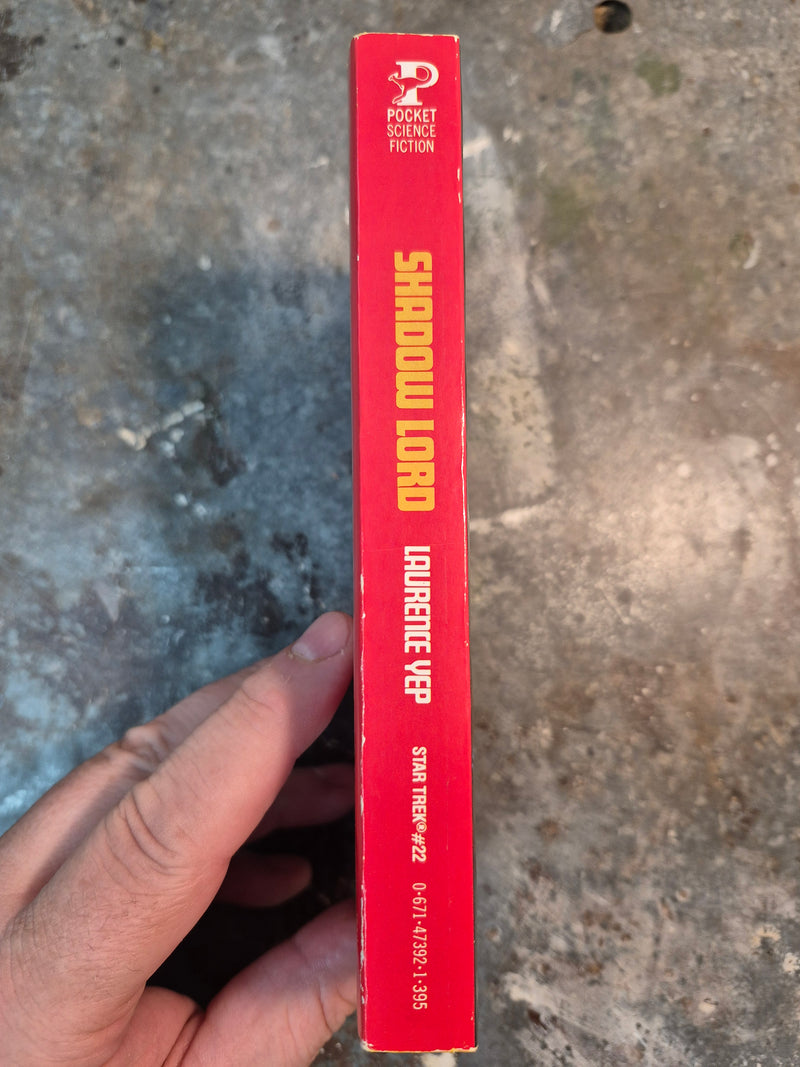 P
POCKET
SCIENCE
FICTION
SHADOW LORD
LAURENCE YEP
STAR TREK®#22
0·671·47392·1·395